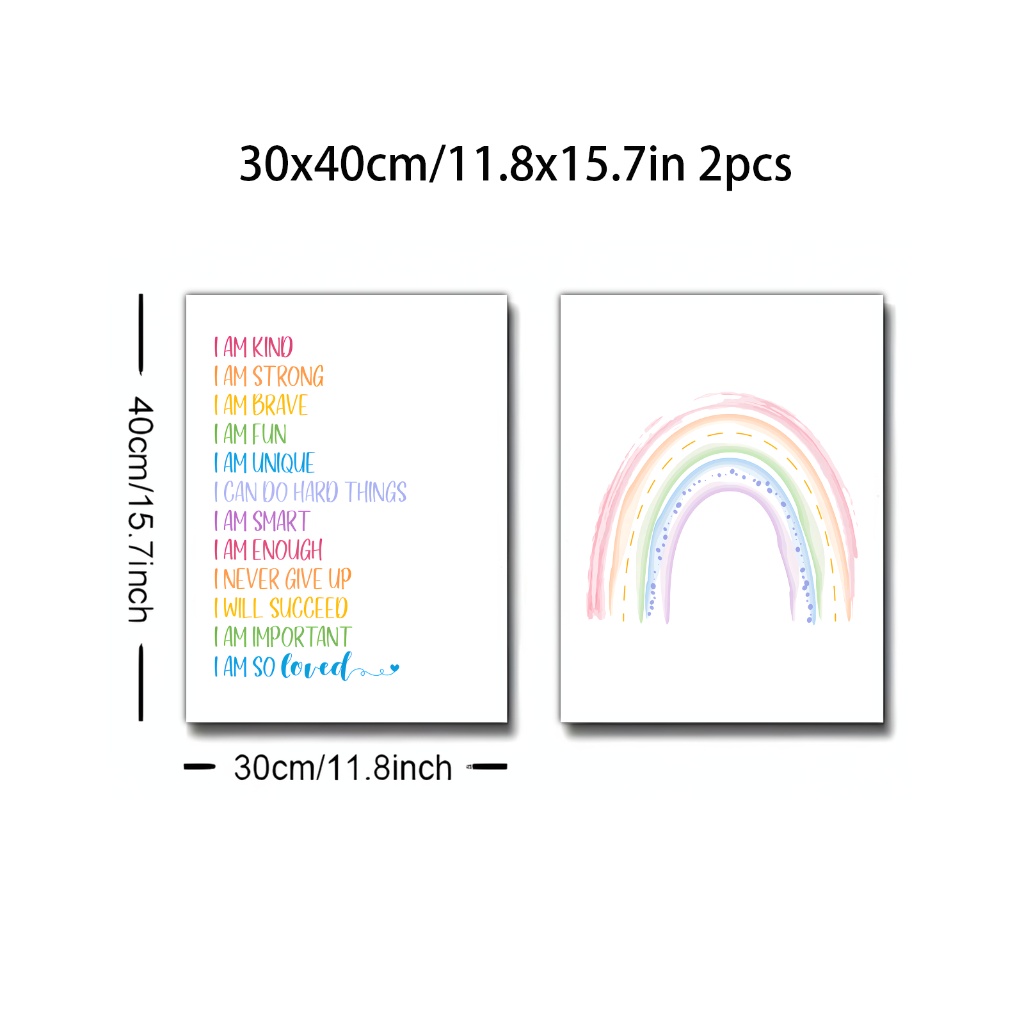 30x40cm/11.8x15.7in 2pcs
40cm/15.7inch
I AM KIND
I AM STRONG
I AM BRAVE
I AM FUN
I AM UNIQUE
I CAN DO HARD THINGS
I AM SMART
I AM ENOUGH
I NEVER GIVE UP
I WILL SUCCEED
I AM IMPORTANT
I AM SO loved
30cm/11.8inch